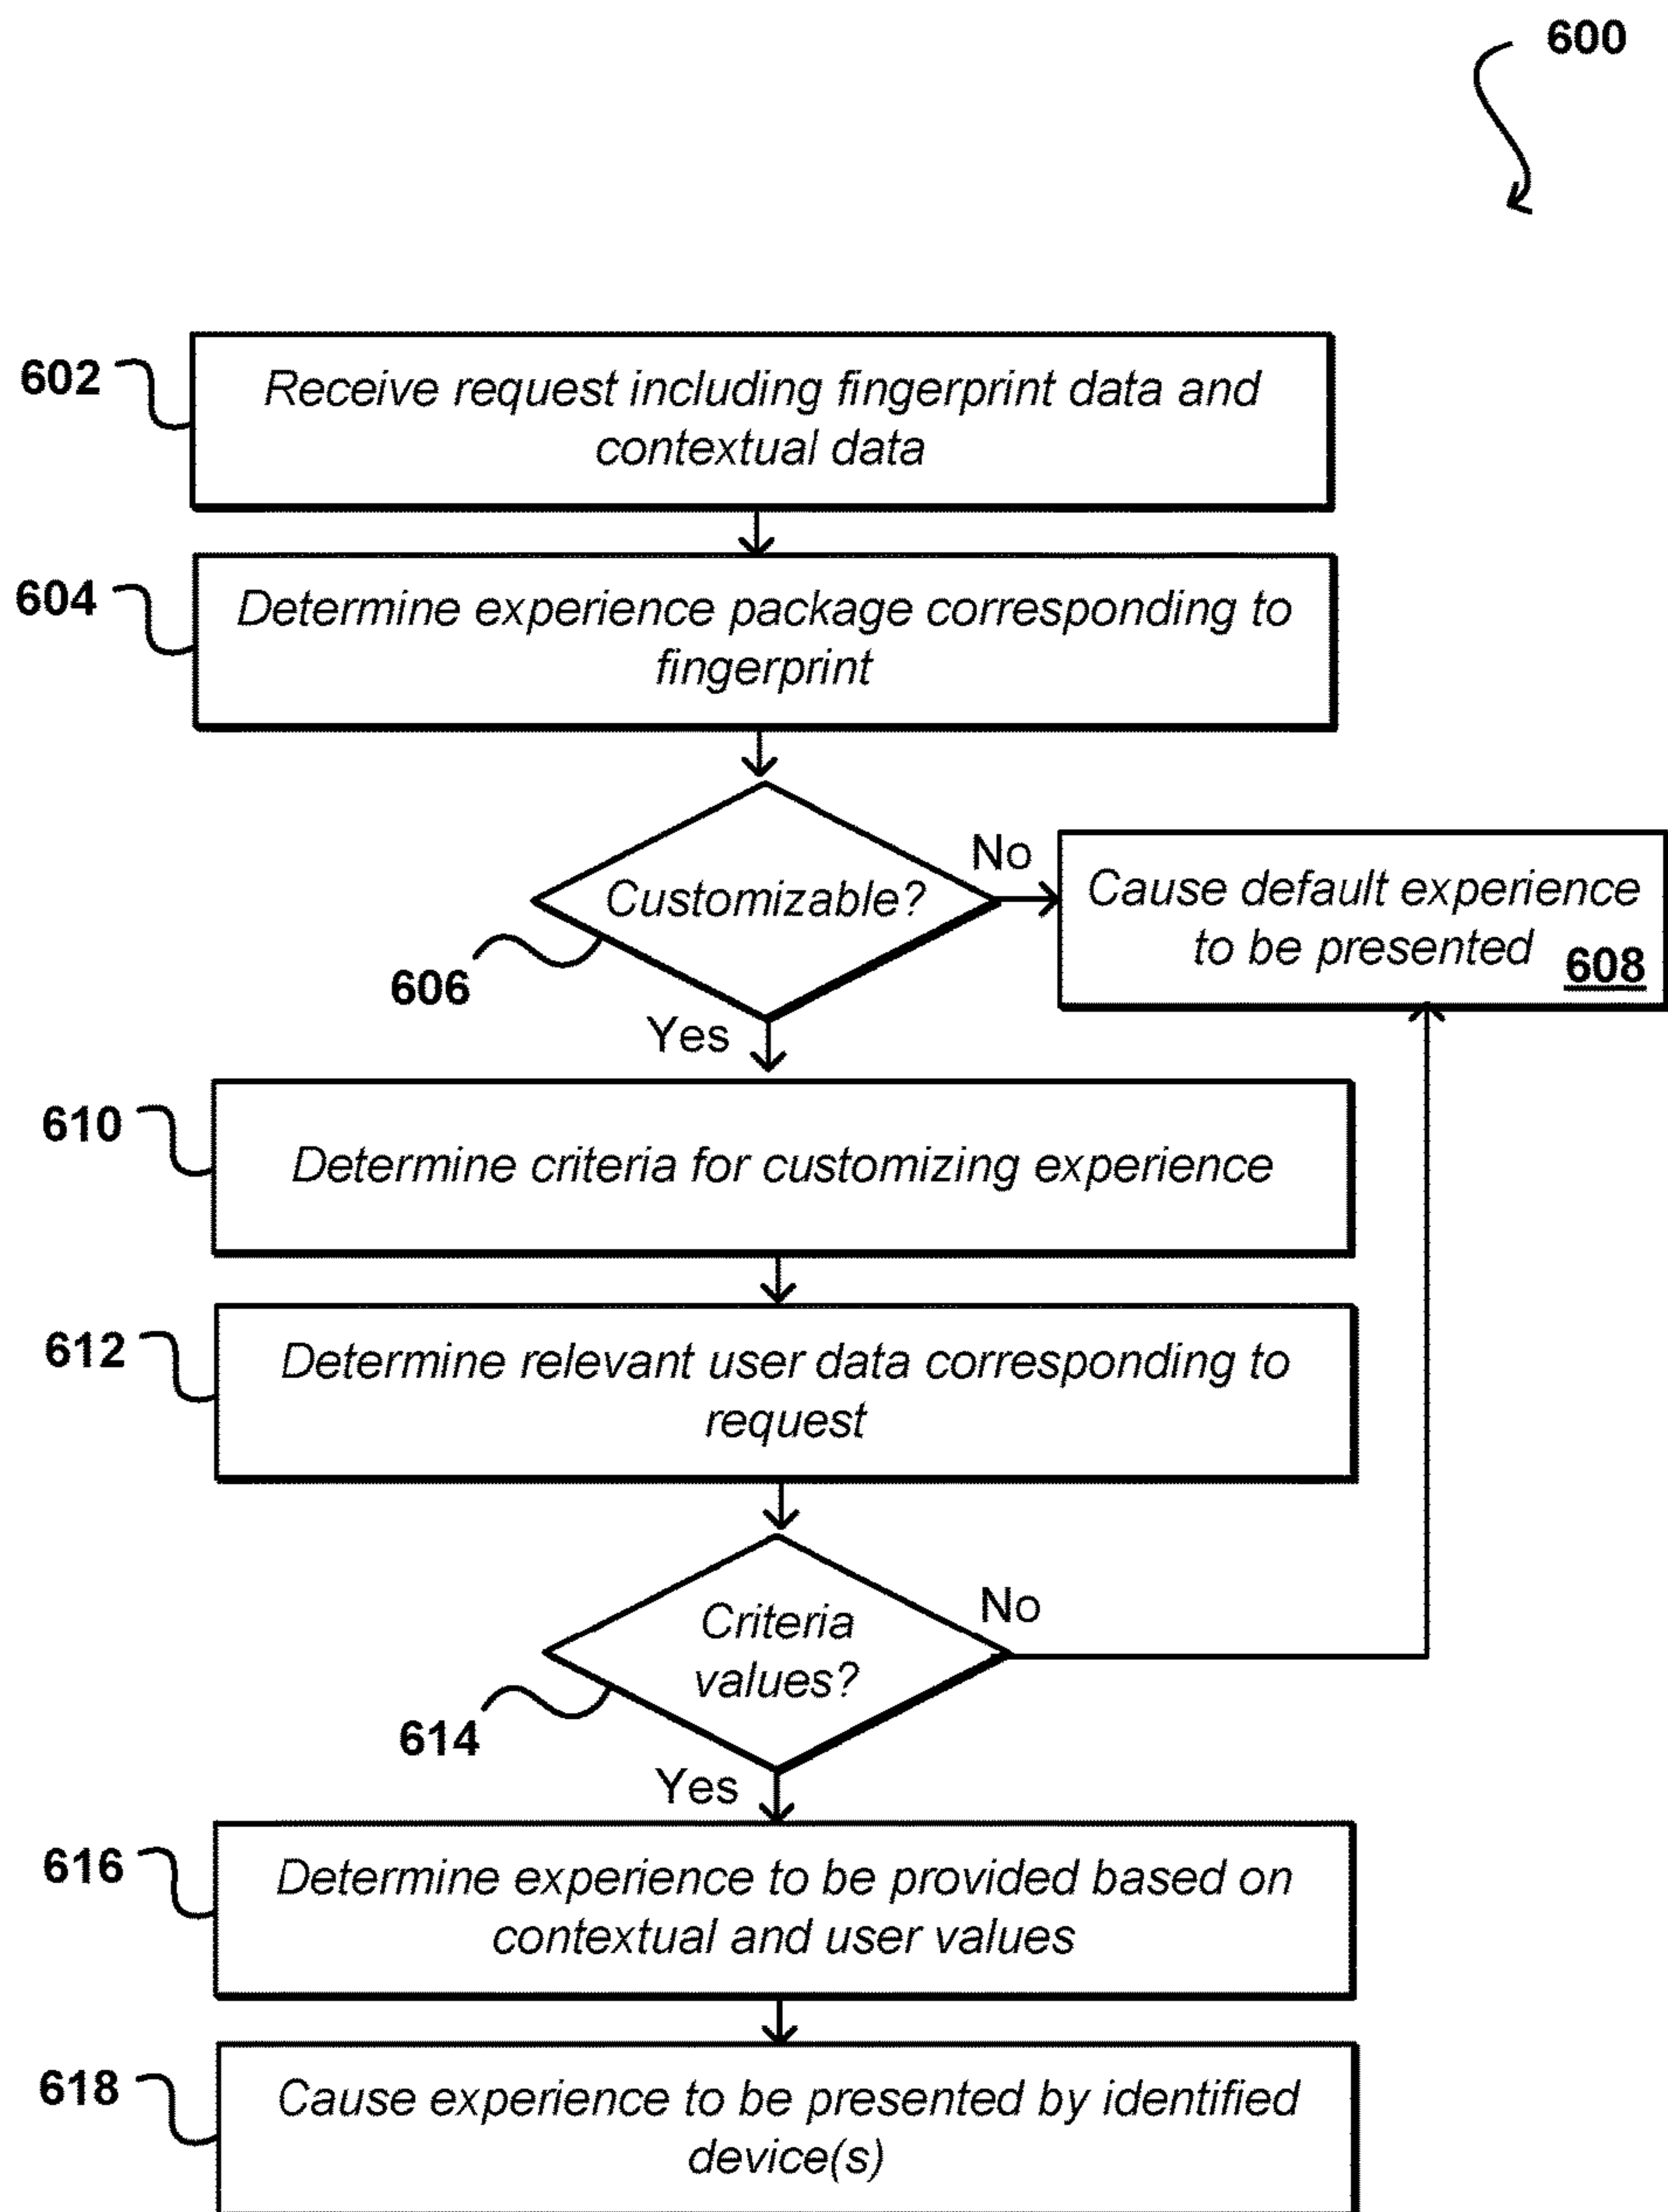 600
602
Receive request including fingerprint data and
contextual data
604
Determine experience package corresponding to
fingerprint
Customizable?
606
No
Cause default experience
to be presented 608
Yes
610
Determine criteria for customizing experience
612
Determine relevant user data corresponding to
request
Criteria
values?
614
No
Yes
616
Determine experience to be provided based on
contextual and user values
618
Cause experience to be presented by identified
device(s)